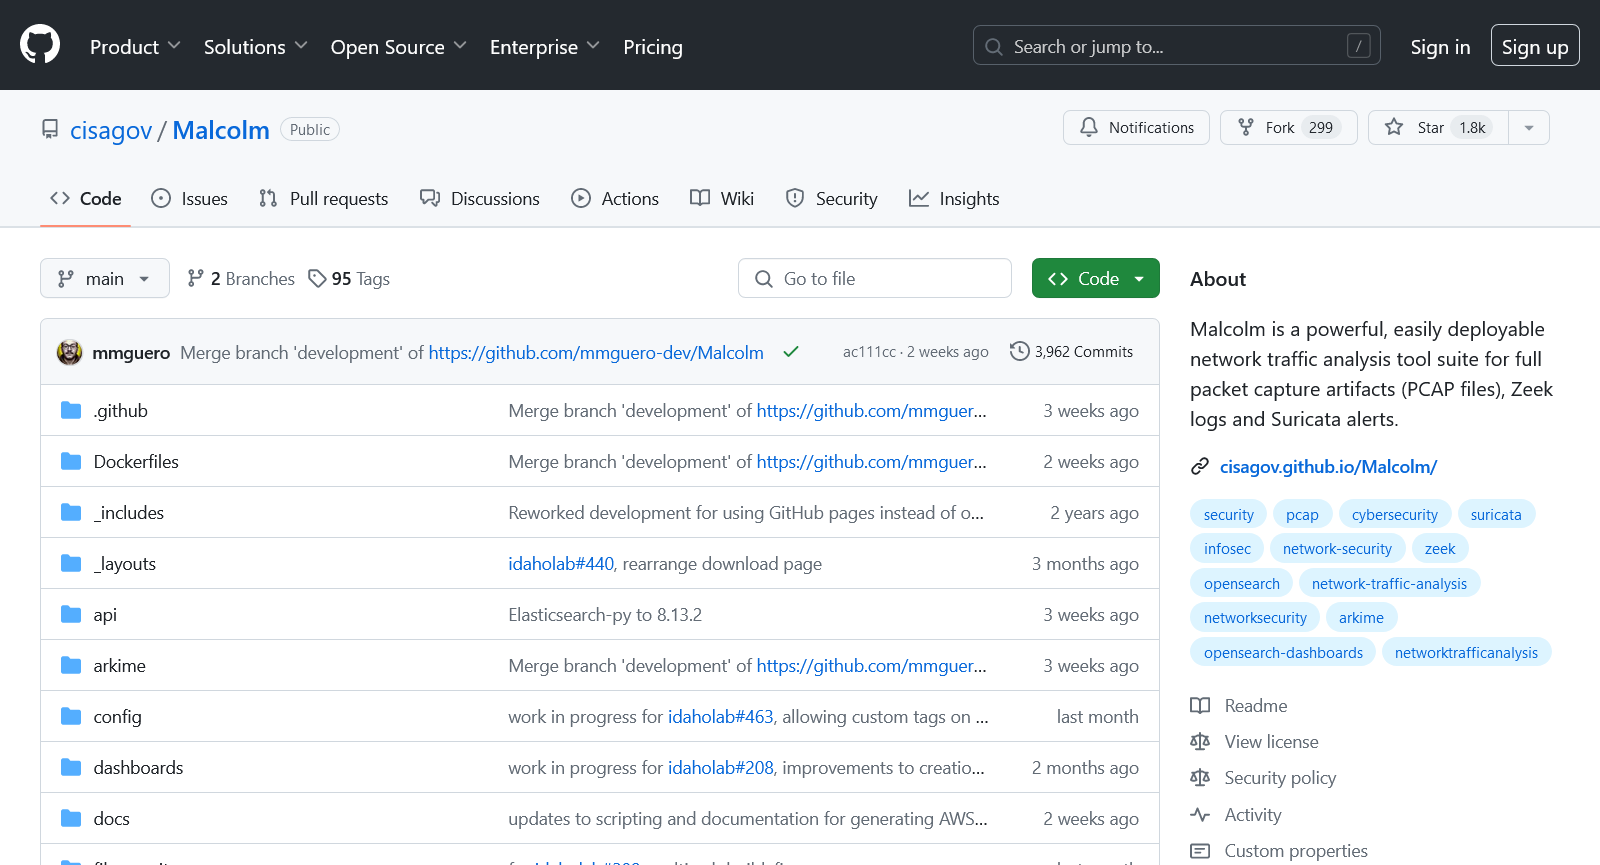 Product Solutions Open Source Enterprise Pricing Search or jump to... / Sign in Sign up
cisagov / Malcolm Public Notifications Fork 299 Star 1.8k
Code Issues Pull requests Discussions Actions Wiki Security Insights
main 2 Branches 95 Tags Go to file Code
mmguero Merge branch 'development' of https://github.com/mmguero-dev/Malcolm ac111cc · 2 weeks ago 3,962 Commits
.github Merge branch 'development' of https://github.com/mmguer... 3 weeks ago
Dockerfiles Merge branch 'development' of https://github.com/mmguer... 2 weeks ago
_includes Reworked development for using GitHub pages instead of o... 2 years ago
_layouts idaholab#440, rearrange download page 3 months ago
api Elasticsearch-py to 8.13.2 3 weeks ago
arkime Merge branch 'development' of https://github.com/mmguer... 3 weeks ago
config work in progress for idaholab#463, allowing custom tags on ... last month
dashboards work in progress for idaholab#208, improvements to creatio... 2 months ago
docs updates to scripting and documentation for generating AWS... 2 weeks ago
About
Malcolm is a powerful, easily deployable
network traffic analysis tool suite for full
packet capture artifacts (PCAP files), Zeek
logs and Suricata alerts.
cisagov.github.io/Malcolm/
security pcap cybersecurity suricata
infosec network-security zeek
opensearch network-traffic-analysis
networksecurity arkime
opensearch-dashboards networktrafficanalysis
Readme
View license
Security policy
Activity
Custom properties